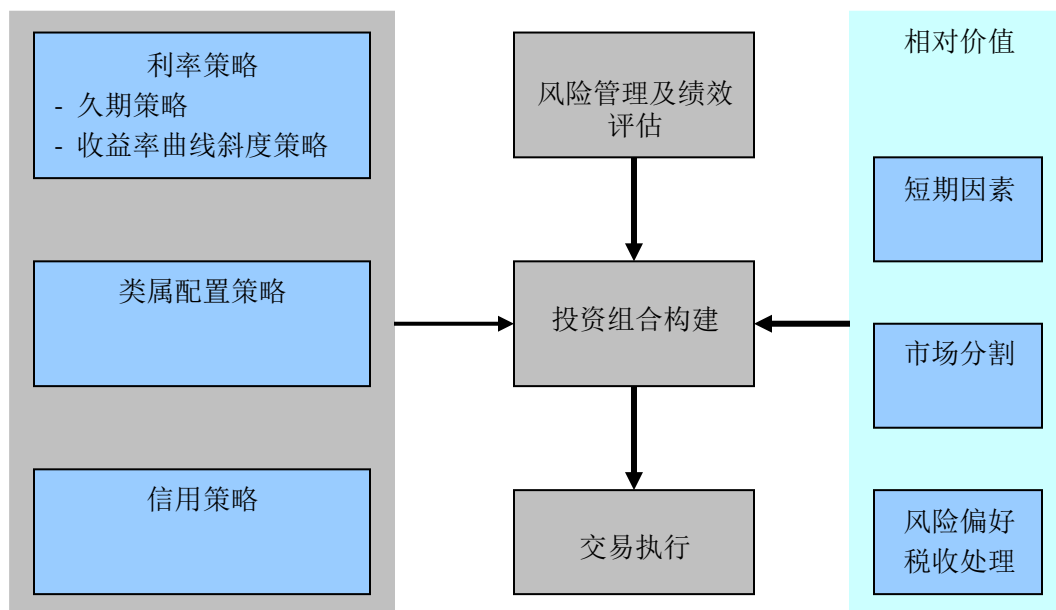 利率策略
- 久期策略
- 收益率曲线斜度策略
类属配置策略
信用策略
风险管理及绩效
评估
投资组合构建
交易执行
相对价值
短期因素
市场分割
风险偏好
税收处理